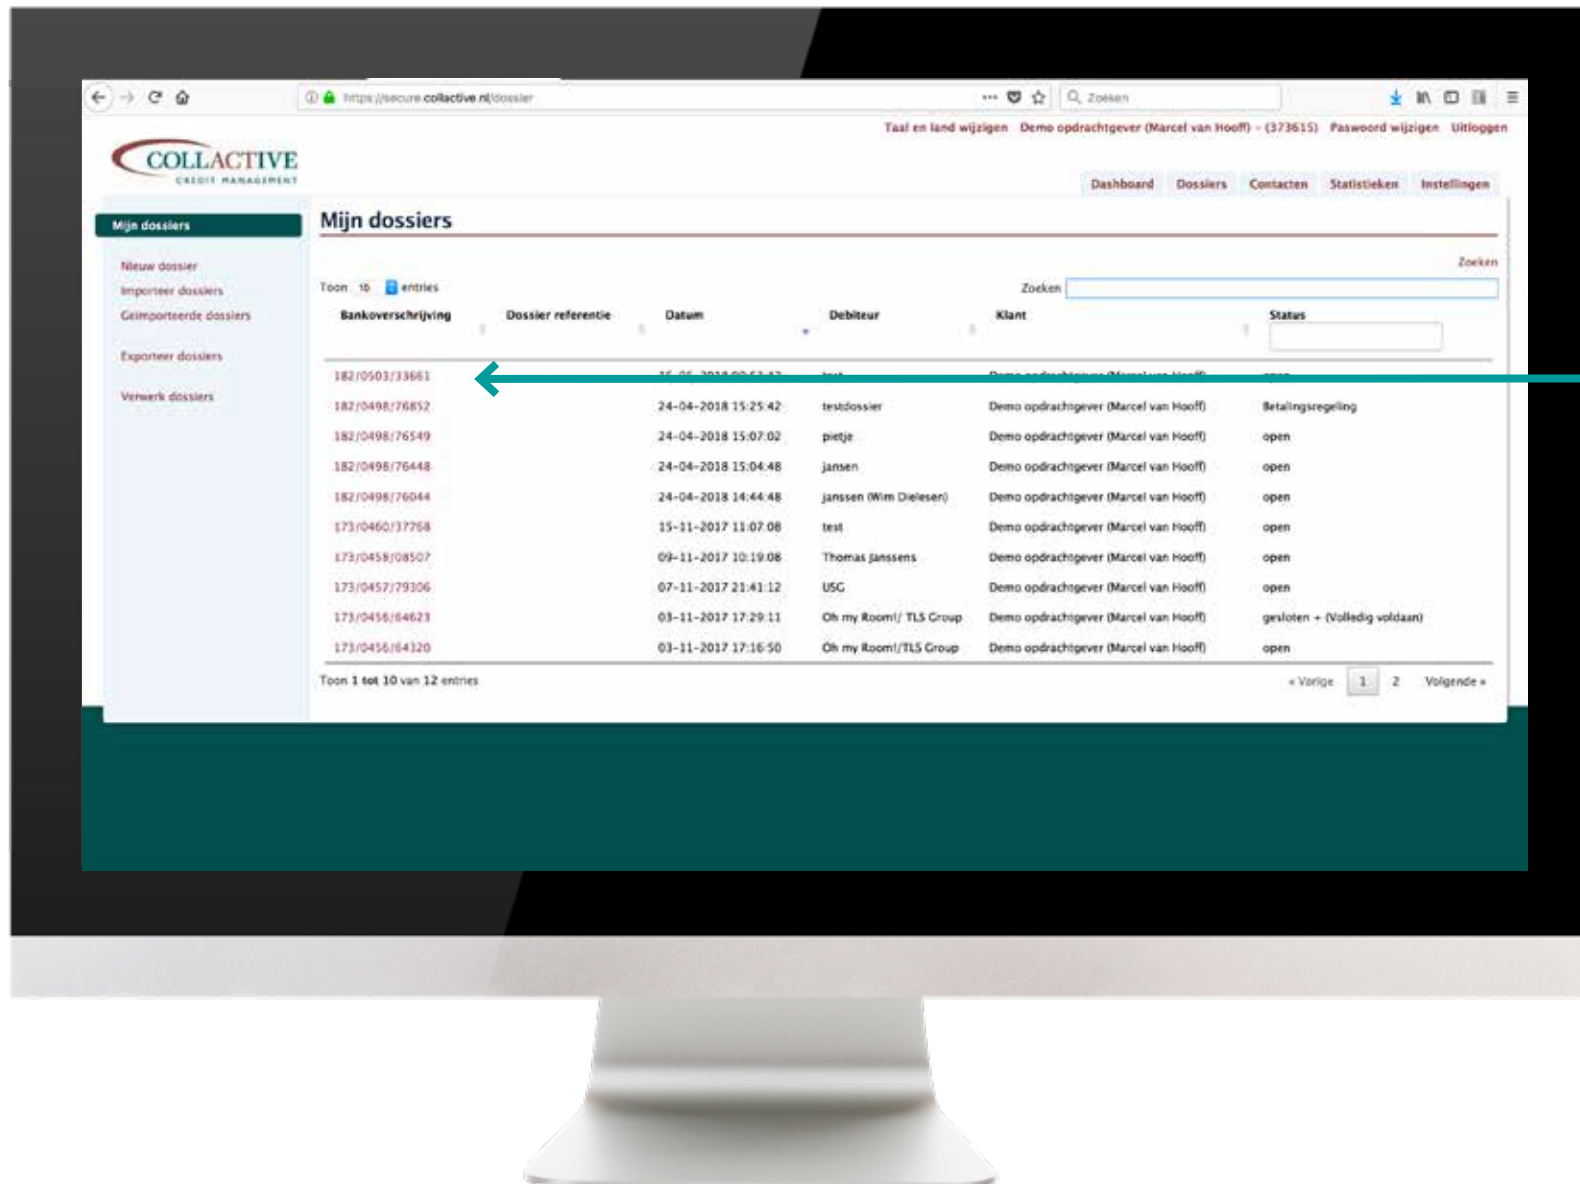 https://secure.collactive.nl/dossier
Zoeken
Taal en land wijzigen Demo opdrachtgever (Marcel van Hooff) - (373615) Paswoord wijzigen Uitloggen
COLLACTIVE
CREDIT MANAGEMENT
Dashboard Dossiers Contacten Statistieken Instellingen
Mijn dossiers
Mijn dossiers
Nieuw dossier
Importeer dossiers
Geïmporteerde dossiers
Exporteer dossiers
Verwerk dossiers
Zoeken
Toon 10 entries
Zoeken
Bankoverschrijving Dossier referentie Datum Debiteur Klant Status
182/0503/33661
182/0498/76852 24-04-2018 15:25:42 testdossier Demo opdrachtgever (Marcel van Hooff) Betalingsregeling
182/0498/76549 24-04-2018 15:07:02 pietje Demo opdrachtgever (Marcel van Hooff) open
182/0498/76448 24-04-2018 15:04:48 jansen Demo opdrachtgever (Marcel van Hooff) open
182/0498/76044 24-04-2018 14:44:48 janssen (Wim Dielesen) Demo opdrachtgever (Marcel van Hooff) open
173/0460/37768 15-11-2017 11:07:08 test Demo opdrachtgever (Marcel van Hooff) open
173/0458/08507 09-11-2017 10:19:08 Thomas Janssens Demo opdrachtgever (Marcel van Hooff) open
173/0457/79306 07-11-2017 21:41:12 USG Demo opdrachtgever (Marcel van Hooff) open
173/0456/64623 03-11-2017 17:29:11 Oh my Room!/ TLS Group Demo opdrachtgever (Marcel van Hooff) gesloten + (Volledig voldaan)
173/0456/64320 03-11-2017 17:16:50 Oh my Room!/TLS Group Demo opdrachtgever (Marcel van Hooff) open
Toon 1 tot 10 van 12 entries
« Vorige 1 2 Volgende »